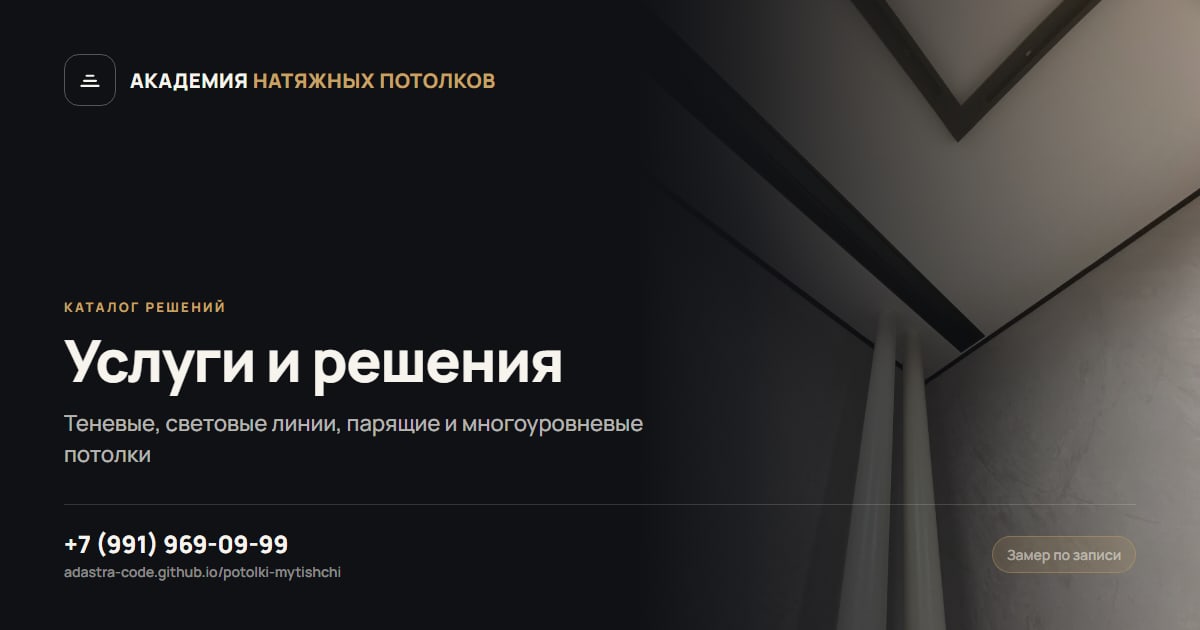 АКАДЕМИЯ НАТЯЖНЫХ ПОТОЛКОВ
КАТАЛОГ РЕШЕНИЙ
Услуги и решения
Теневые, световые линии, парящие и многоуровневые
потолки
+7 (991) 969-09-99
adastra-code.github.io/potolki-mytishchi
Замер по записи